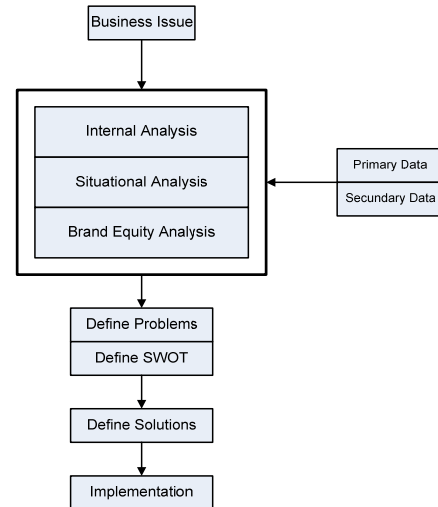 Business Issue
Internal Analysis
Situational Analysis
Brand Equity Analysis
Primary Data
Secundary Data
Define Problems
Define SWOT
Define Solutions
Implementation